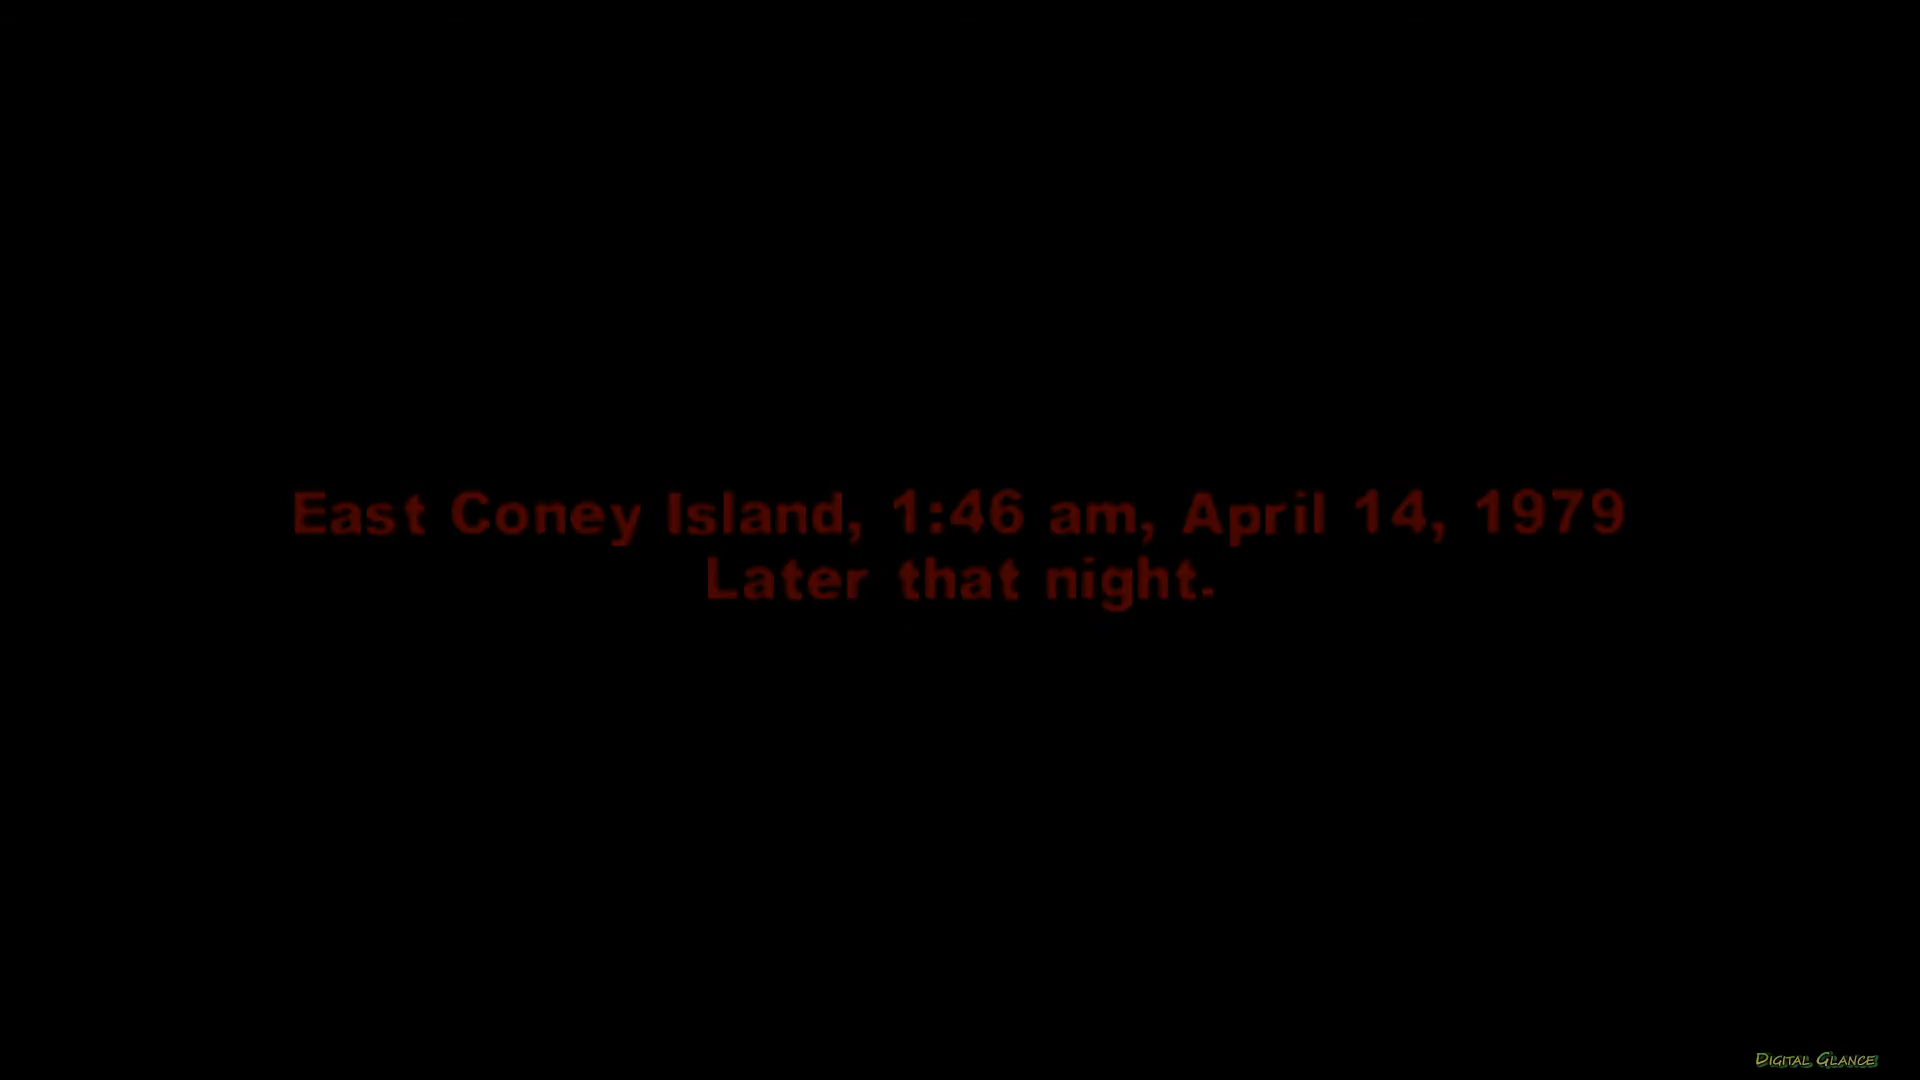 East Coney Island, 1:46 am, April 14, 1979
Later that night.
DIGITAL GLANCE